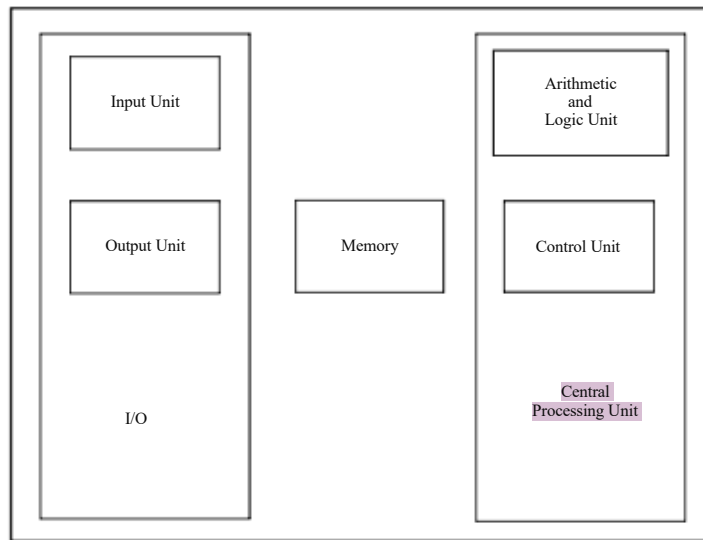 Input Unit
Output Unit
I/O
Memory
Arithmetic
and
Logic Unit
Control Unit
Central
Processing Unit